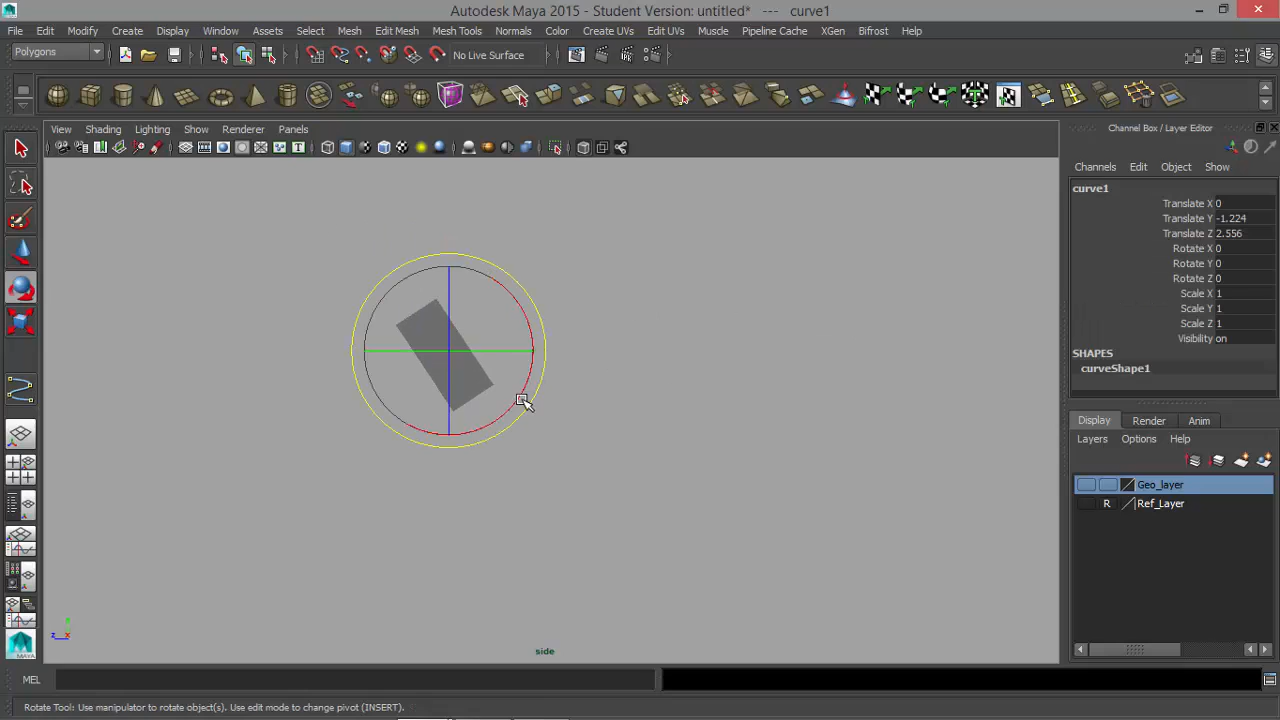 Autodesk Maya 2015 - Student Version: untitled* --- curve1
File Edit Modify Create Display Window Assets Select Mesh Edit Mesh Mesh Tools Normals Color Create UVs Edit UVs Muscle Pipeline Cache XGen Bifrost Help
Polygons No Live Surface
View Shading Lighting Show Renderer Panels
Channel Box / Layer Editor
Channels Edit Object Show
curve1
Translate X 0
Translate Y -1.224
Translate Z 2.556
Rotate X 0
Rotate Y 0
Rotate Z 0
Scale X 1
Scale Y 1
Scale Z 1
Visibility on
SHAPES
curveShape1
Display Render Anim
Layers Options Help
Geo_layer
R Ref_Layer
z x
side
MAYA
MEL
Rotate Tool: Use manipulator to rotate object(s). Use edit mode to change pivot (INSERT).